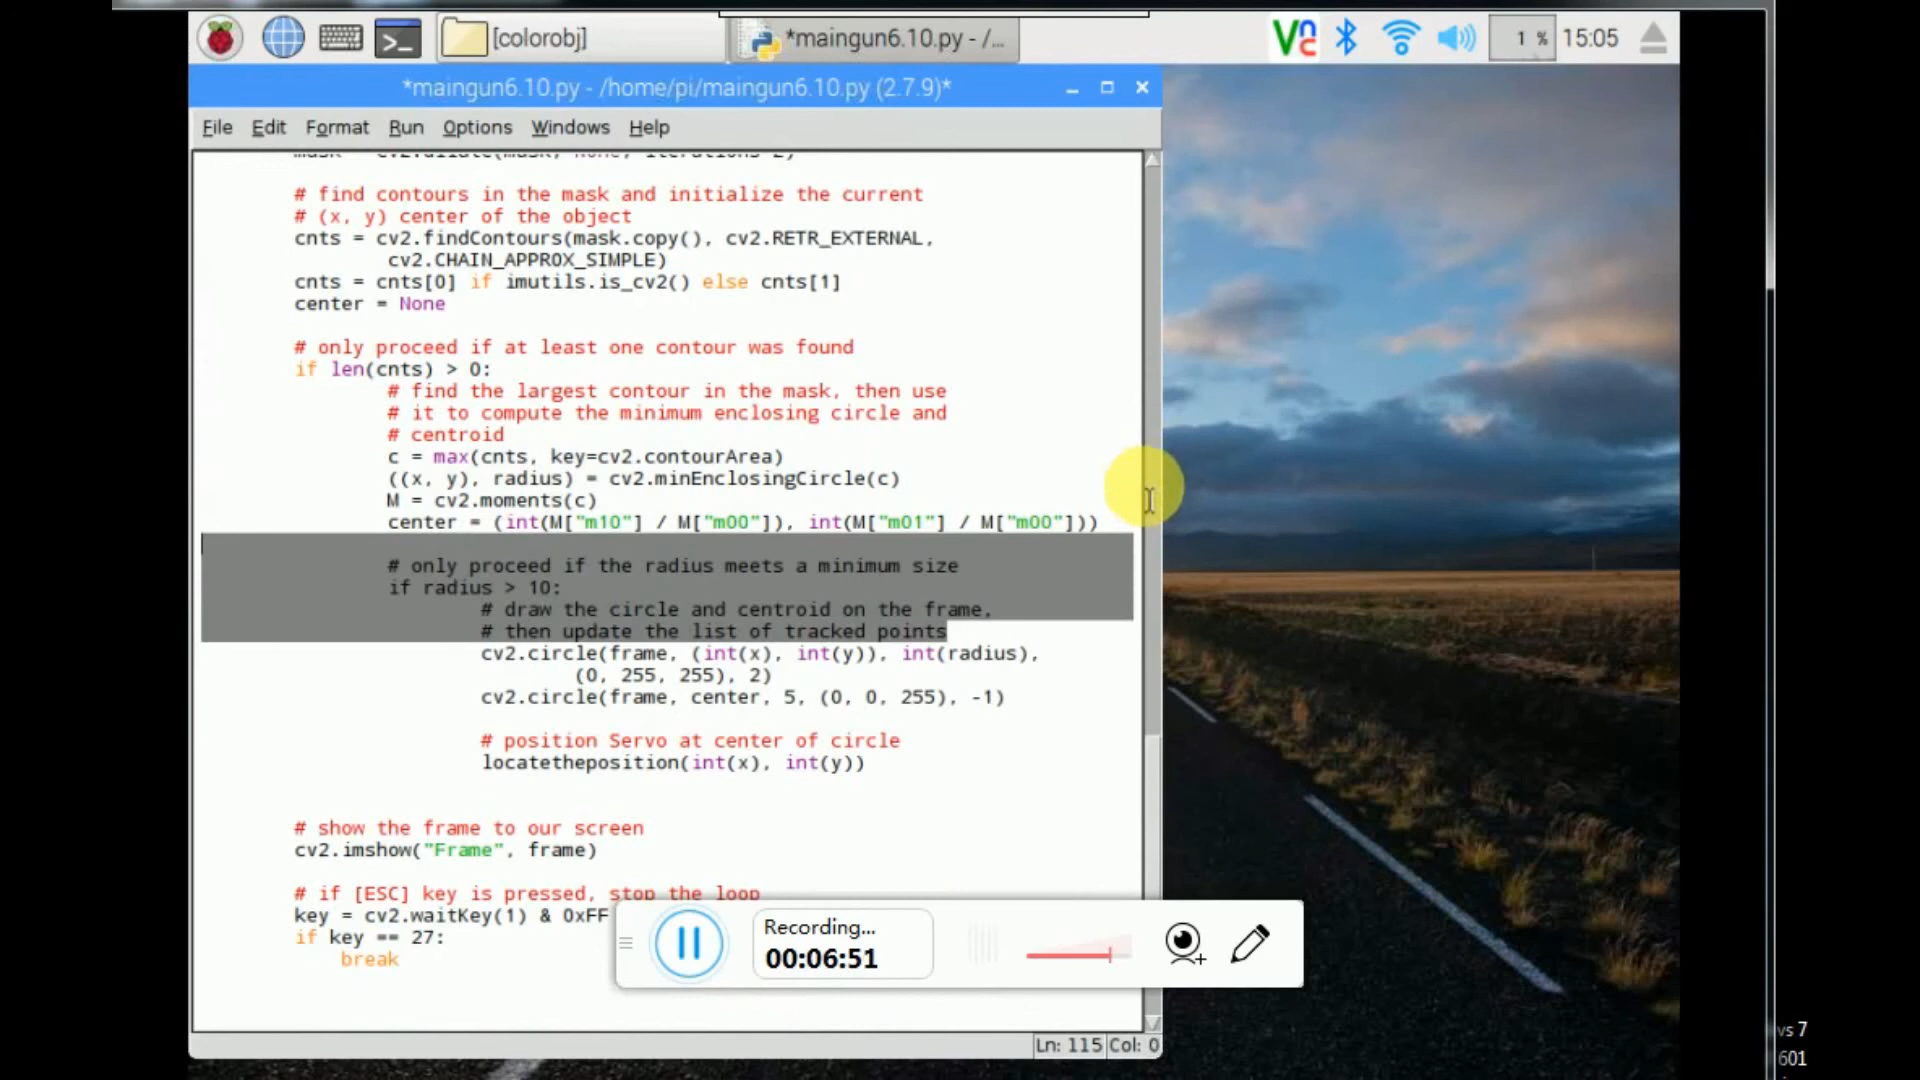 [colorobj]
*maingun6.10.py - /...
VNC
1 %
15:05
*maingun6.10.py - /home/pi/maingun6.10.py (2.7.9)*
File Edit Format Run Options Windows Help
mask = cv2.dilate(mask, None, iterations=2)
# find contours in the mask and initialize the current
# (x, y) center of the object
cnts = cv2.findContours(mask.copy(), cv2.RETR_EXTERNAL,
cv2.CHAIN_APPROX_SIMPLE)
cnts = cnts[0] if imutils.is_cv2() else cnts[1]
center = None
# only proceed if at least one contour was found
if len(cnts) > 0:
# find the largest contour in the mask, then use
# it to compute the minimum enclosing circle and
# centroid
c = max(cnts, key=cv2.contourArea)
((x, y), radius) = cv2.minEnclosingCircle(c)
M = cv2.moments(c)
center = (int(M["m10"] / M["m00"]), int(M["m01"] / M["m00"]))
# only proceed if the radius meets a minimum size
if radius > 10:
# draw the circle and centroid on the frame,
# then update the list of tracked points
cv2.circle(frame, (int(x), int(y)), int(radius),
(0, 255, 255), 2)
cv2.circle(frame, center, 5, (0, 0, 255), -1)
# position Servo at center of circle
locatetheposition(int(x), int(y))
# show the frame to our screen
cv2.imshow("Frame", frame)
# if [ESC] key is pressed, stop the loop
key = cv2.waitKey(1) & 0xFF
if key == 27:
break
Recording...
00:06:51
Ln: 115 Col: 0
vs 7
601